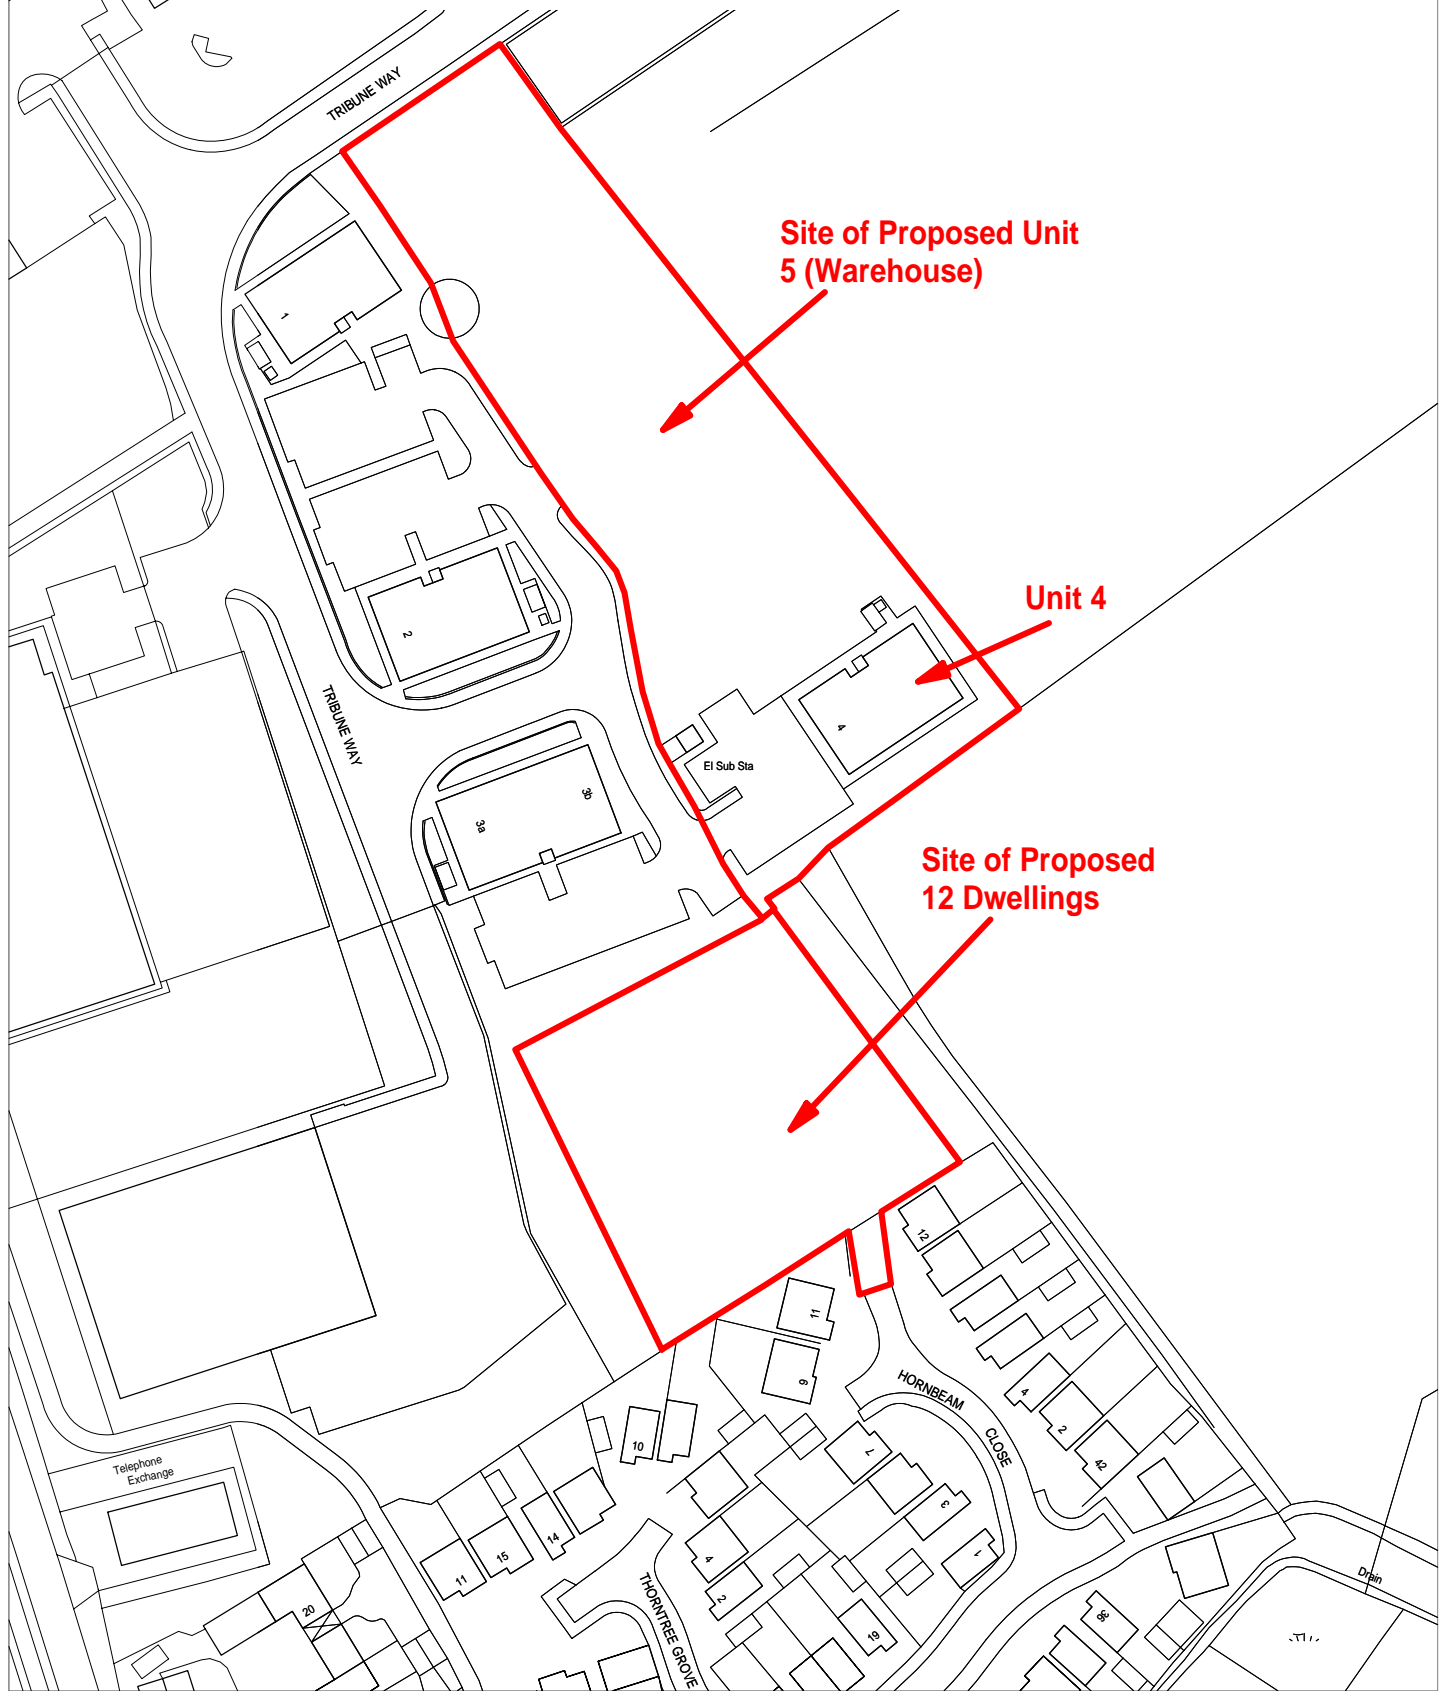 TRIBUNE WAY
Site of Proposed Unit
5 (Warehouse)
1
2
Unit 4
TRIBUNE WAY
4
El Sub Sta
3b
3a
Site of Proposed
12 Dwellings
12
11
9
HORNBEAM
CLOSE
4
2
42
10
7
Telephone
Exchange
3
14
15
11
4
1
2
Drain
THORNTREE GROVE
20
19
36